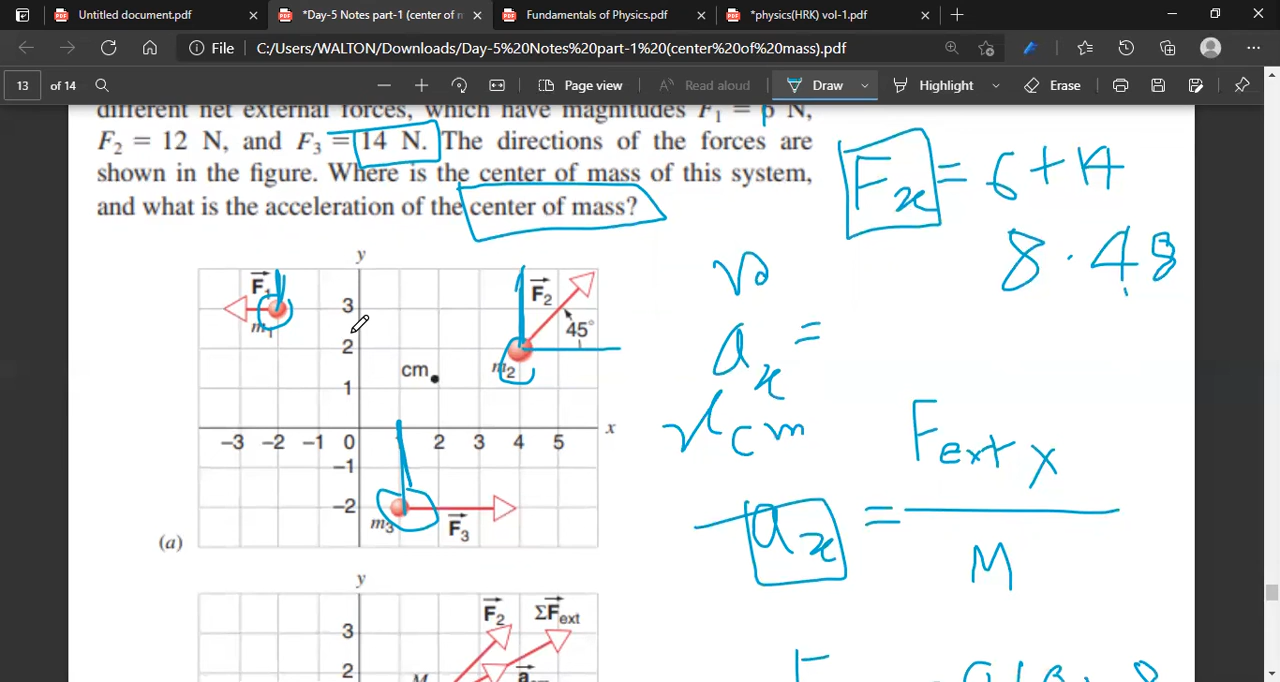 Untitled document.pdf
*Day-5 Notes part-1 (center of n
Fundamentals of Physics.pdf
*physics(HRK) vol-1.pdf
File
C:/Users/WALTON/Downloads/Day-5%20Notes%20part-1%20(center%20of%20mass).pdf
13 of 14
Page view
Read aloud
Draw
Highlight
Erase
different net external forces, which have magnitudes F₁ = 6 N,
F₂ = 12 N, and F₃ = 14 N. The directions of the forces are
shown in the figure. Where is the center of mass of this system,
and what is the acceleration of the center of mass?
Fx = 6 + 14
8.48
ax =
cm
F ext x
ax =
M
y
F₁
m₁
3
2
1
F₂
45°
m₂
cm
-3 -2 -1 0 2 3 4 5 x
-1
-2
m₃
F₃
(a)
y
3
2
F₂
ΣFext
M
a